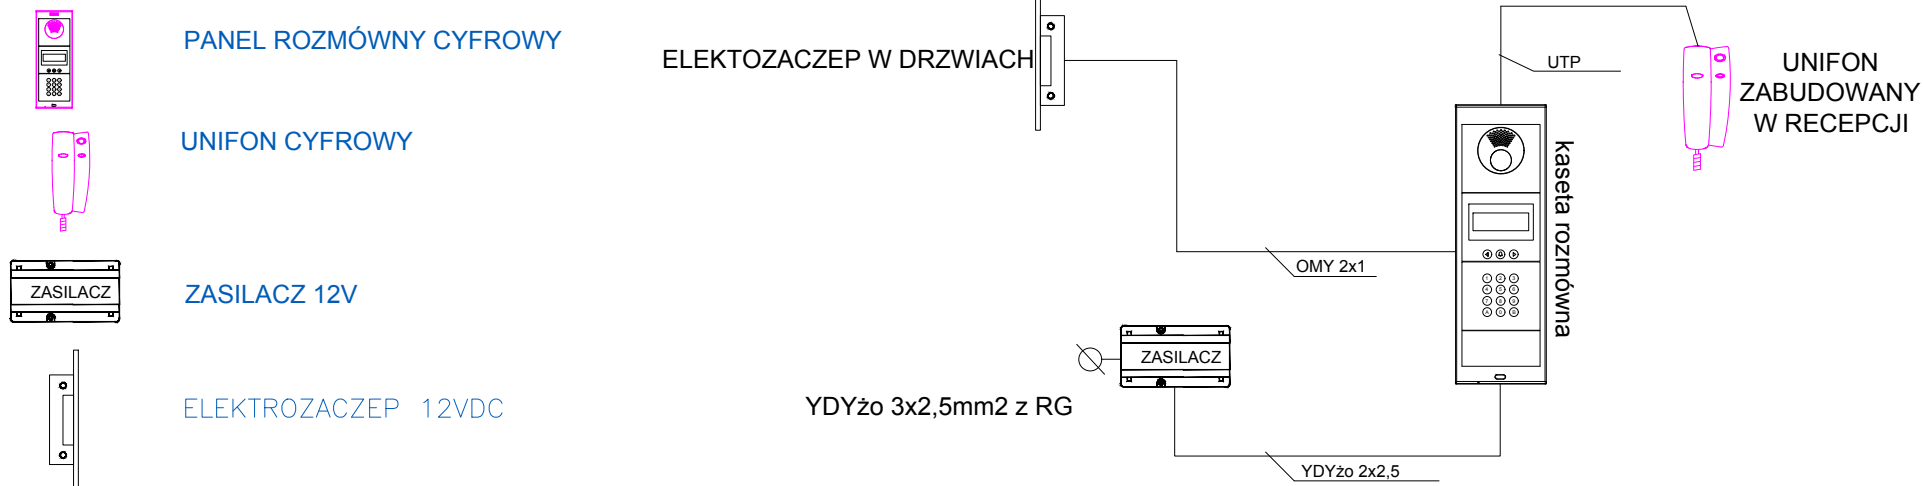 PANEL ROZMÓWNY CYFROWY
UNIFON CYFROWY
ZASILACZ
ZASILACZ 12V
ELEKTROZACZEP 12VDC
ELEKTOZACZEP W DRZWIACH
UTP
UNIFON
ZABUDOWANY
W RECEPCJI
kaseta rozmówna
OMY 2x1
ZASILACZ
YDYżo 3x2,5mm2 z RG
YDYżo 2x2,5